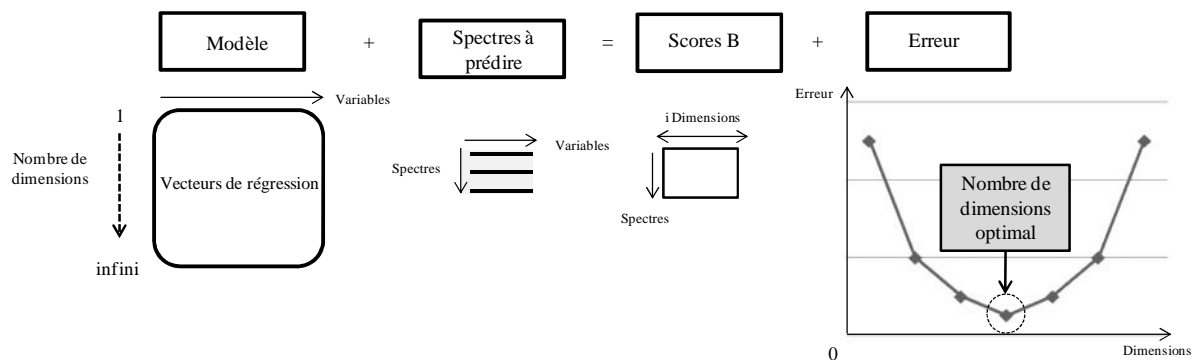 Modèle
+
Spectres à
prédire
=
Scores B
+
Erreur
Variables
1
Nombre de
dimensions
infini
Vecteurs de régression
Variables
Spectres
i Dimensions
Spectres
Erreur
Nombre de
dimensions
optimal
0
Dimensions